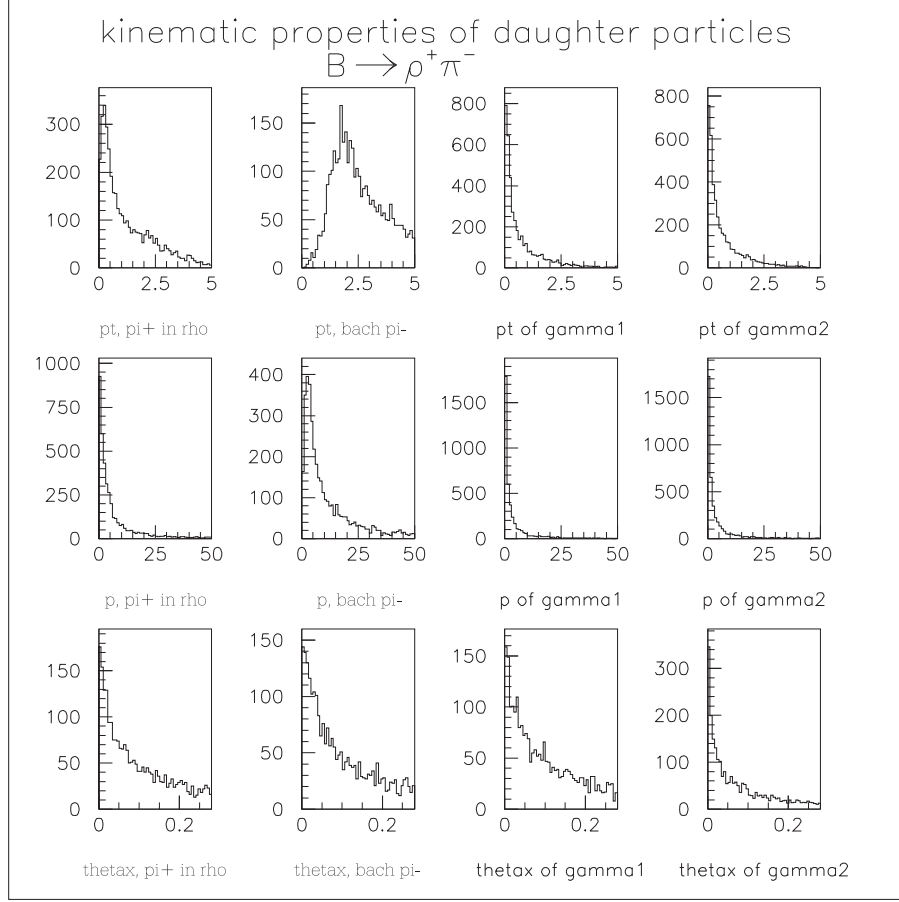 kinematic properties of daughter particles
B → ρ⁺π⁻
300
200
100
0
0 2.5 5
pt, pi+ in rho
150
100
50
0
0 2.5 5
pt, bach pi-
800
600
400
200
0
0 2.5 5
pt of gamma1
800
600
400
200
0
0 2.5 5
pt of gamma2
1000
750
500
250
0
0 25 50
p, pi+ in rho
400
300
200
100
0
0 25 50
p, bach pi-
1500
1000
500
0
0 25 50
p of gamma1
1500
1000
500
0
0 25 50
p of gamma2
150
100
50
0
0 0.2
thetax, pi+ in rho
150
100
50
0
0 0.2
thetax, bach pi-
150
100
50
0
0 0.2
thetax of gamma1
300
200
100
0
0 0.2
thetax of gamma2